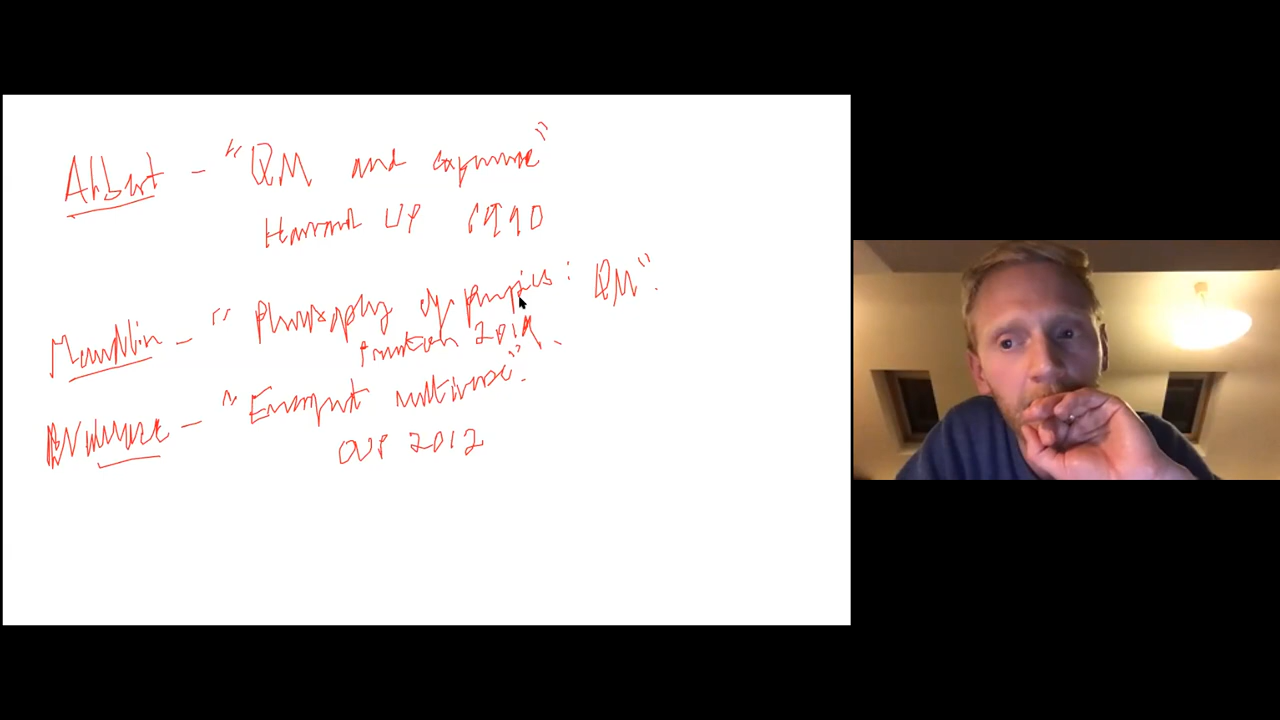 Albert - "QM and experience"
Harvard UP 1990
Maudlin - "Philosophy of physics: QM".
Princeton 2019.
Wallace - "Emergent multiverse".
OUP 2012